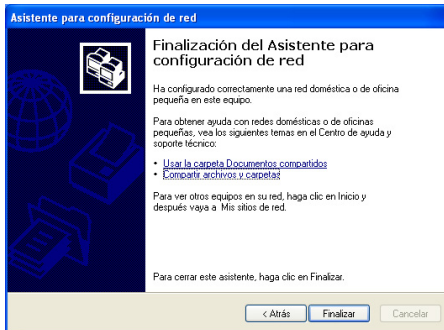 Asistente para configuración de red
Finalización del Asistente para
configuración de red
Ha configurado correctamente una red doméstica o de oficina
pequeña en este equipo.
Para obtener ayuda con redes domésticas o de oficinas
pequeñas, vea los siguientes temas en el Centro de ayuda y
soporte técnico:
• Usar la carpeta Documentos compartidos
• Compartir archivos y carpetas
Para ver otros equipos en su red, haga clic en Inicio y
después vaya a Mis sitios de red.
Para cerrar este asistente, haga clic en Finalizar.
< Atrás Finalizar Cancelar